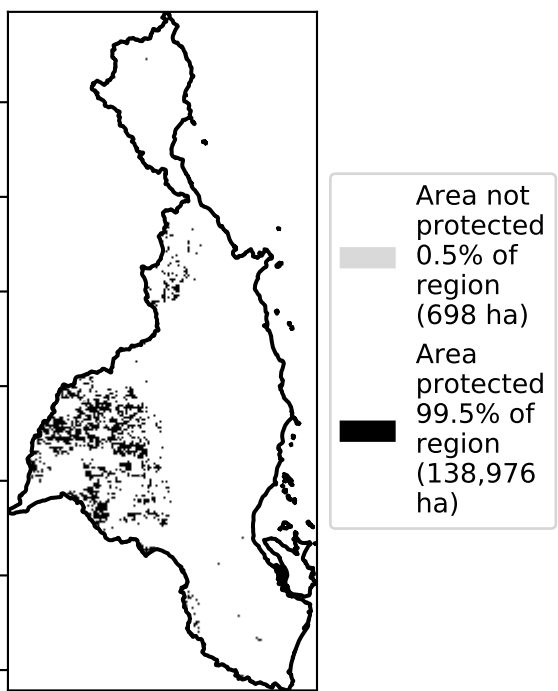 Area not
protected
0.5% of
region
(698 ha)
Area
protected
99.5% of
region
(138,976
ha)